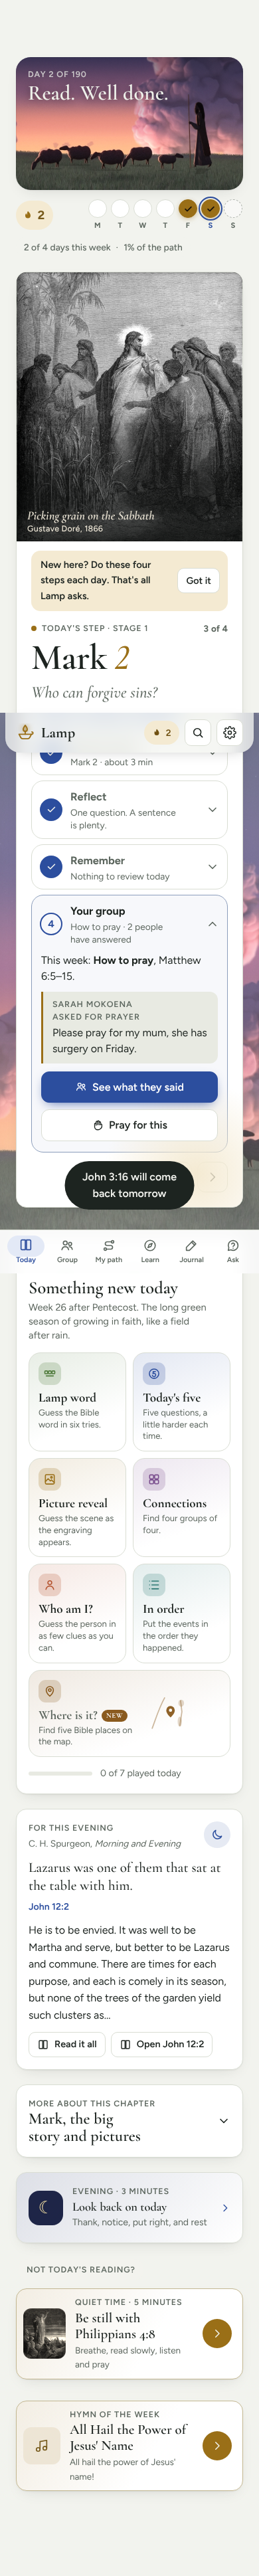 DAY 2 OF 190
Read. Well done.
2
M T W T F S S
2 of 4 days this week · 1% of the path
Picking grain on the Sabbath
Gustave Doré, 1866
New here? Do these four
steps each day. That's all
Lamp asks.
Got it
TODAY'S STEP · STAGE 1
3 of 4
Mark 2
Who can forgive sins?
Lamp
2
Mark 2 · about 3 min
Reflect
One question. A sentence
is plenty.
Remember
Nothing to review today
4
Your group
How to pray · 2 people
have answered
This week: How to pray, Matthew
6:5–15.
SARAH MOKOENA
ASKED FOR PRAYER
Please pray for my mum, she has
surgery on Friday.
See what they said
Pray for this
John 3:16 will come
back tomorrow
Today Group My path Learn Journal Ask
Something new today
Week 26 after Pentecost. The long green
season of growing in faith, like a field
after rain.
Lamp word
Guess the Bible
word in six tries.
Today's five
Five questions, a
little harder each
time.
Picture reveal
Guess the scene as
the engraving
appears.
Connections
Find four groups of
four.
Who am I?
Guess the person in
as few clues as you
can.
In order
Put the events in
the order they
happened.
Where is it? NEW
Find five Bible places on
the map.
0 of 7 played today
FOR THIS EVENING
C. H. Spurgeon, Morning and Evening
Lazarus was one of them that sat at
the table with him.
John 12:2
He is to be envied. It was well to be
Martha and serve, but better to be Lazarus
and commune. There are times for each
purpose, and each is comely in its season,
but none of the trees of the garden yield
such clusters as…
Read it all
Open John 12:2
MORE ABOUT THIS CHAPTER
Mark, the big
story and pictures
EVENING · 3 MINUTES
Look back on today
Thank, notice, put right, and rest
NOT TODAY'S READING?
QUIET TIME · 5 MINUTES
Be still with
Philippians 4:8
Breathe, read slowly, listen
and pray
HYMN OF THE WEEK
All Hail the Power of
Jesus' Name
All hail the power of Jesus'
name!